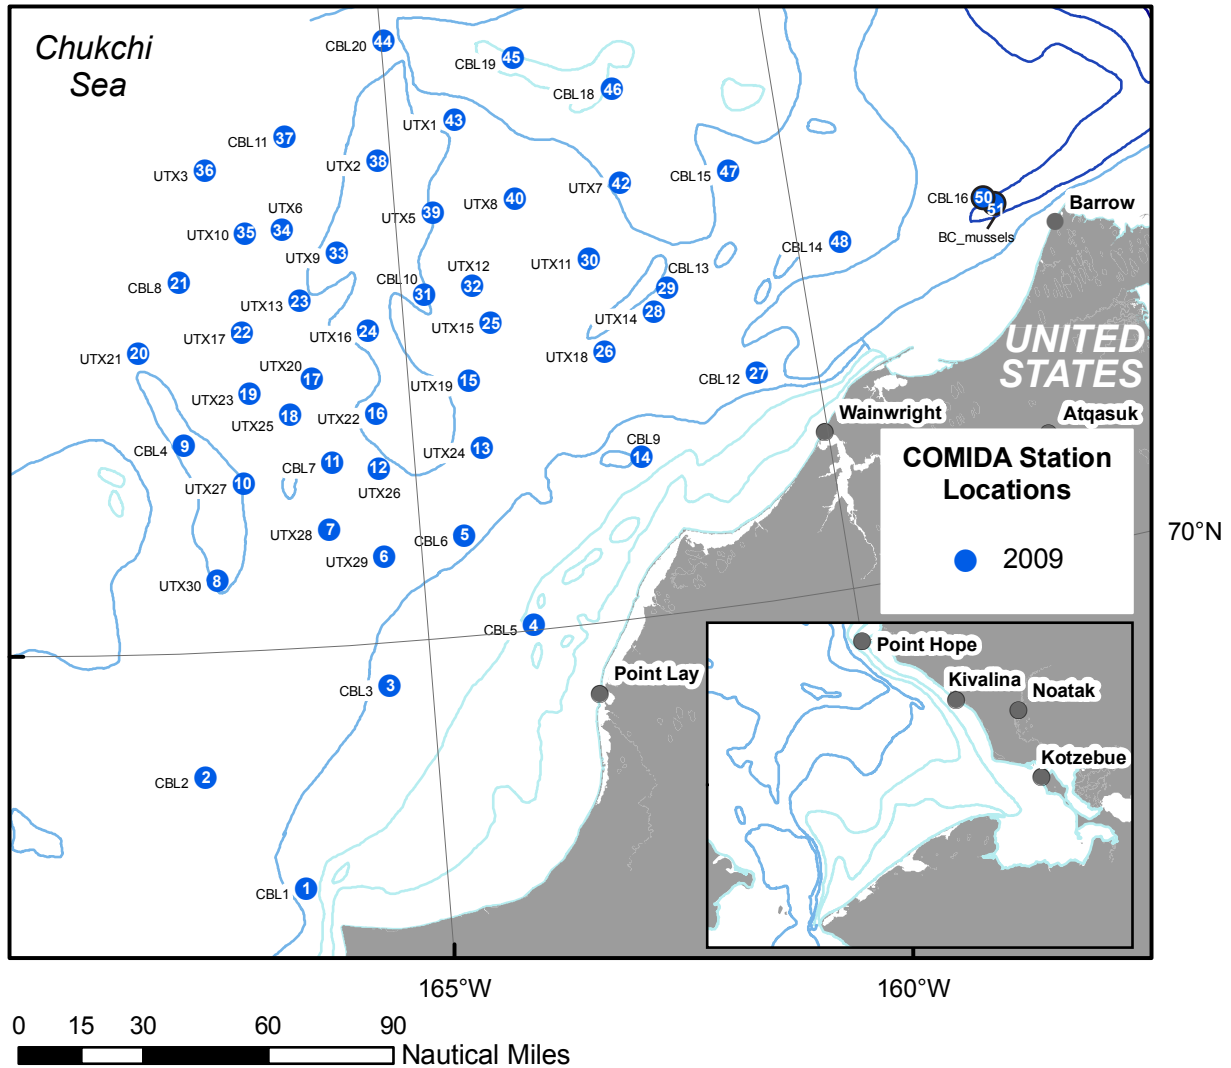 Chukchi
Sea
CBL20 44
CBL19 45
CBL18 46
UTX1 43
CBL11 37
UTX2 38
UTX3 36
CBL15 47
UTX7 42
UTX8 40
CBL16 50
51
BC_mussels
Barrow
UTX5 39
UTX6
34
UTX10 35
CBL14 48
UTX9 33
UTX11 30
UTX12
32
CBL13
29
CBL8 21
CBL10
31
UTX13 23
UTX14 28
UTX15 25
UTX16 24
UTX17 22
UNITED
STATES
UTX21 20
UTX18 26
CBL12 27
UTX20
17
UTX19 15
UTX23 19
UTX25 18
UTX22 16
Wainwright
Atqasuk
CBL4 9
UTX24 13
CBL9
14
CBL7 11
12
UTX26
UTX27 10
COMIDA Station
Locations
2009
UTX28 7
CBL6 5
UTX29 6
70°N
UTX30 8
CBL5 4
CBL3 3
Point Lay
CBL2 2
CBL1 1
Point Hope
Kivalina
Noatak
Kotzebue
165°W
160°W
0 15 30 60 90
Nautical Miles